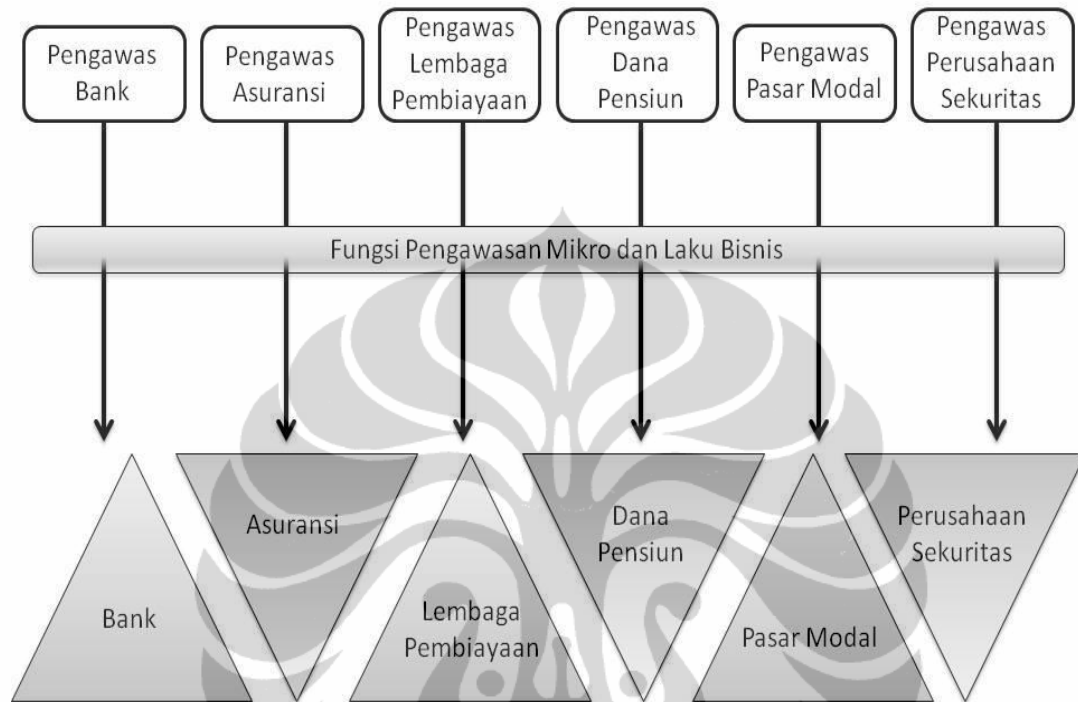 Pengawas
Bank
Pengawas
Asuransi
Pengawas
Lembaga
Pembiayaan
Pengawas
Dana
Pensiun
Pengawas
Pasar Modal
Pengawas
Perusahaan
Sekuritas
Fungsi Pengawasan Mikro dan Laku Bisnis
Bank
Asuransi
Lembaga
Pembiayaan
Dana
Pensiun
Pasar Modal
Perusahaan
Sekuritas